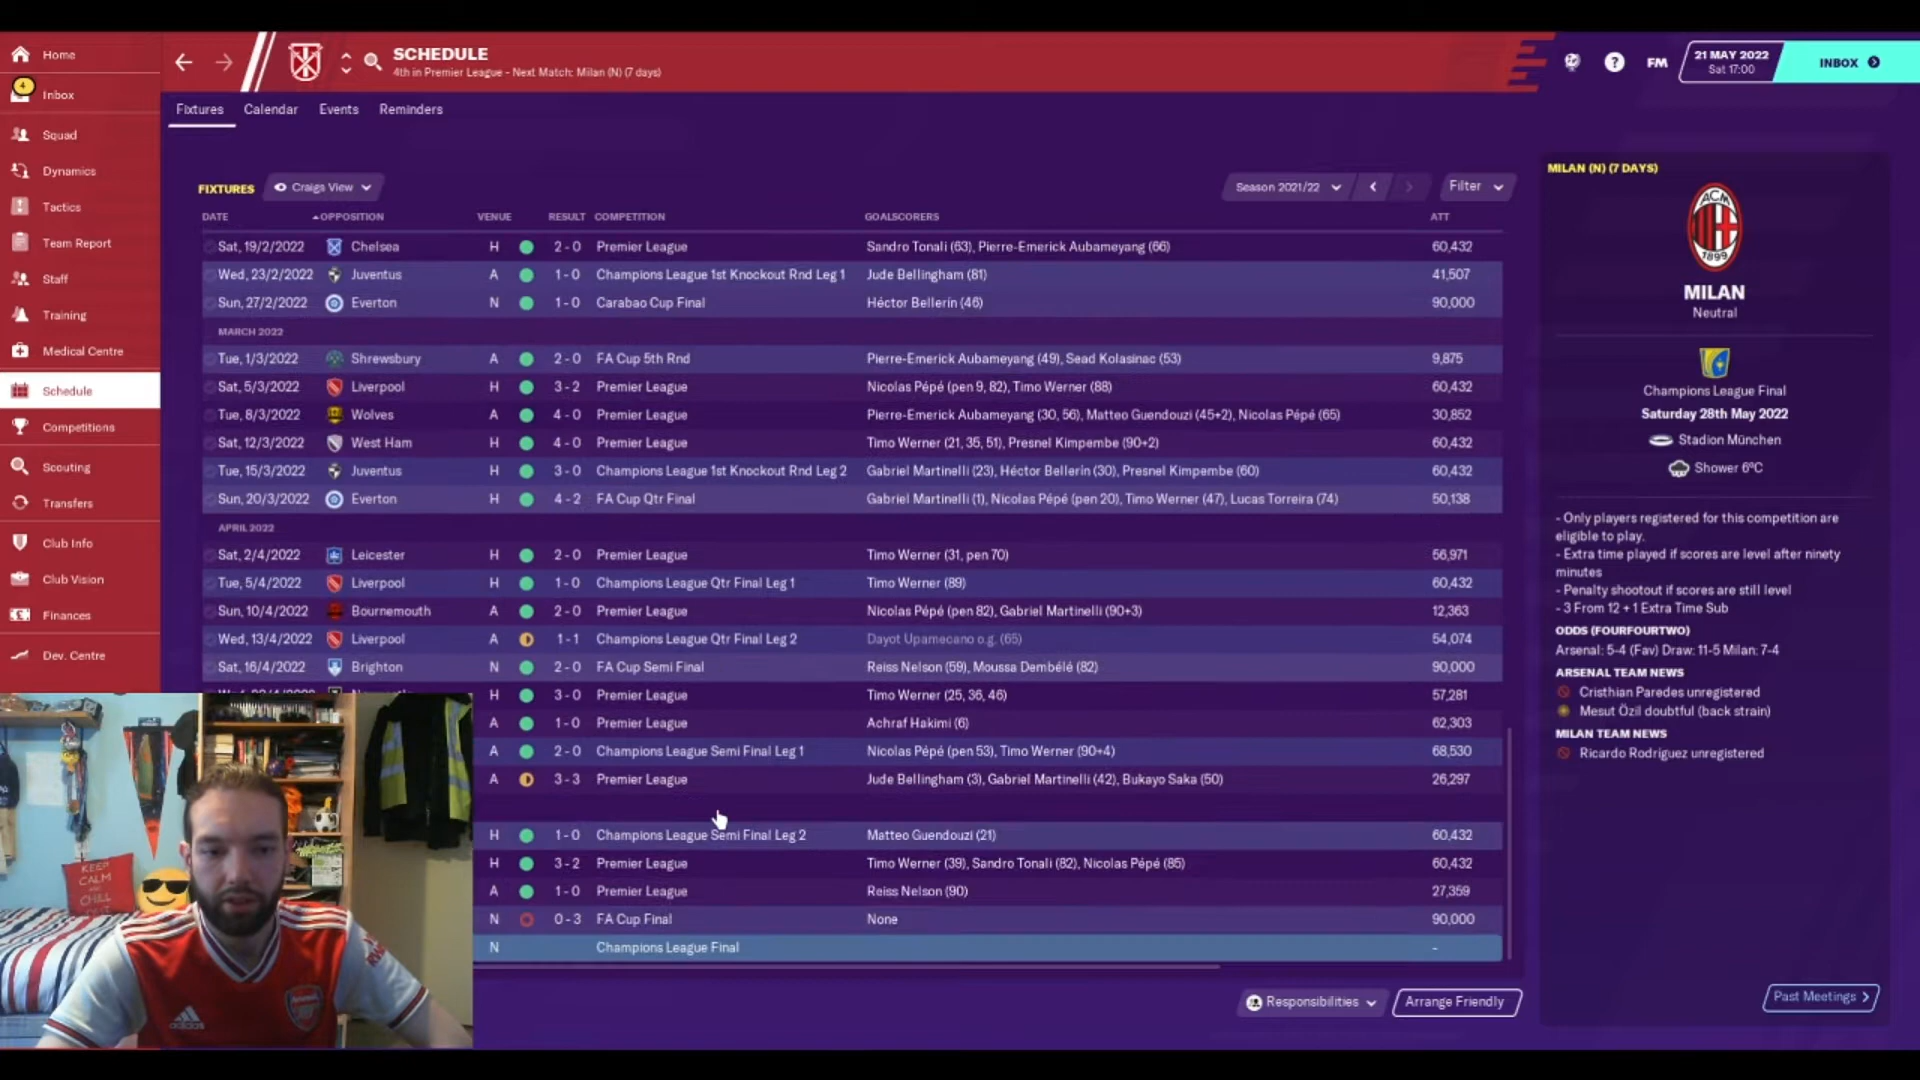 Home
4
Inbox
Squad
Dynamics
Tactics
Team Report
Staff
Training
Medical Centre
Schedule
Competitions
Scouting
Transfers
Club Info
Club Vision
Finances
Dev. Centre
SCHEDULE
4th in Premier League - Next Match: Milan (N) (7 days)
FM
21 MAY 2022
Sat 17:00
INBOX
Fixtures Calendar Events Reminders
FIXTURES Craigs View Season 2021/22 Filter
DATE OPPOSITION VENUE RESULT COMPETITION GOALSCORERS ATT
Sat, 19/2/2022 Chelsea H 2 - 0 Premier League Sandro Tonali (63), Pierre-Emerick Aubameyang (66) 60,432
Wed, 23/2/2022 Juventus A 1 - 0 Champions League 1st Knockout Rnd Leg 1 Jude Bellingham (81) 41,507
Sun, 27/2/2022 Everton N 1 - 0 Carabao Cup Final Héctor Bellerín (46) 90,000
MARCH 2022
Tue, 1/3/2022 Shrewsbury A 2 - 0 FA Cup 5th Rnd Pierre-Emerick Aubameyang (49), Sead Kolasinac (53) 9,875
Sat, 5/3/2022 Liverpool H 3 - 2 Premier League Nicolas Pépé (pen 9, 82), Timo Werner (88) 60,432
Tue, 8/3/2022 Wolves A 4 - 0 Premier League Pierre-Emerick Aubameyang (30, 56), Matteo Guendouzi (45+2), Nicolas Pépé (65) 30,852
Sat, 12/3/2022 West Ham H 4 - 0 Premier League Timo Werner (21, 35, 51), Presnel Kimpembe (90+2) 60,432
Tue, 15/3/2022 Juventus H 3 - 0 Champions League 1st Knockout Rnd Leg 2 Gabriel Martinelli (23), Héctor Bellerín (30), Presnel Kimpembe (60) 60,432
Sun, 20/3/2022 Everton H 4 - 2 FA Cup Qtr Final Gabriel Martinelli (1), Nicolas Pépé (pen 20), Timo Werner (47), Lucas Torreira (74) 50,138
APRIL 2022
Sat, 2/4/2022 Leicester H 2 - 0 Premier League Timo Werner (31, pen 70) 56,971
Tue, 5/4/2022 Liverpool H 1 - 0 Champions League Qtr Final Leg 1 Timo Werner (89) 60,432
Sun, 10/4/2022 Bournemouth A 2 - 0 Premier League Nicolas Pépé (pen 82), Gabriel Martinelli (90+3) 12,363
Wed, 13/4/2022 Liverpool A 1 - 1 Champions League Qtr Final Leg 2 Dayot Upamecano o.g. (65) 54,074
Sat, 16/4/2022 Brighton N 2 - 0 FA Cup Semi Final Reiss Nelson (59), Moussa Dembélé (82) 90,000
H 3 - 0 Premier League Timo Werner (25, 36, 46) 57,281
A 1 - 0 Premier League Achraf Hakimi (6) 62,303
A 2 - 0 Champions League Semi Final Leg 1 Nicolas Pépé (pen 53), Timo Werner (90+4) 68,530
A 3 - 3 Premier League Jude Bellingham (3), Gabriel Martinelli (42), Bukayo Saka (50) 26,297
H 1 - 0 Champions League Semi Final Leg 2 Matteo Guendouzi (21) 60,432
H 3 - 2 Premier League Timo Werner (39), Sandro Tonali (82), Nicolas Pépé (85) 60,432
A 1 - 0 Premier League Reiss Nelson (90) 27,359
N 0 - 3 FA Cup Final None 90,000
N Champions League Final -
Responsibilities Arrange Friendly
MILAN (N) (7 DAYS)
ACM
1899
MILAN
Neutral
Champions League Final
Saturday 28th May 2022
Stadion München
Shower 6°C
- Only players registered for this competition are
eligible to play.
- Extra time played if scores are level after ninety
minutes
- Penalty shootout if scores are still level
- 3 From 12 + 1 Extra Time Sub
ODDS (FOURFOURTWO)
Arsenal: 5-4 (Fav) Draw: 11-5 Milan: 7-4
ARSENAL TEAM NEWS
Cristhian Paredes unregistered
Mesut Özil doubtful (back strain)
MILAN TEAM NEWS
Ricardo Rodríguez unregistered
Past Meetings
KEEP
CALM
AND
CHILL
OUT
adidas
Arsenal